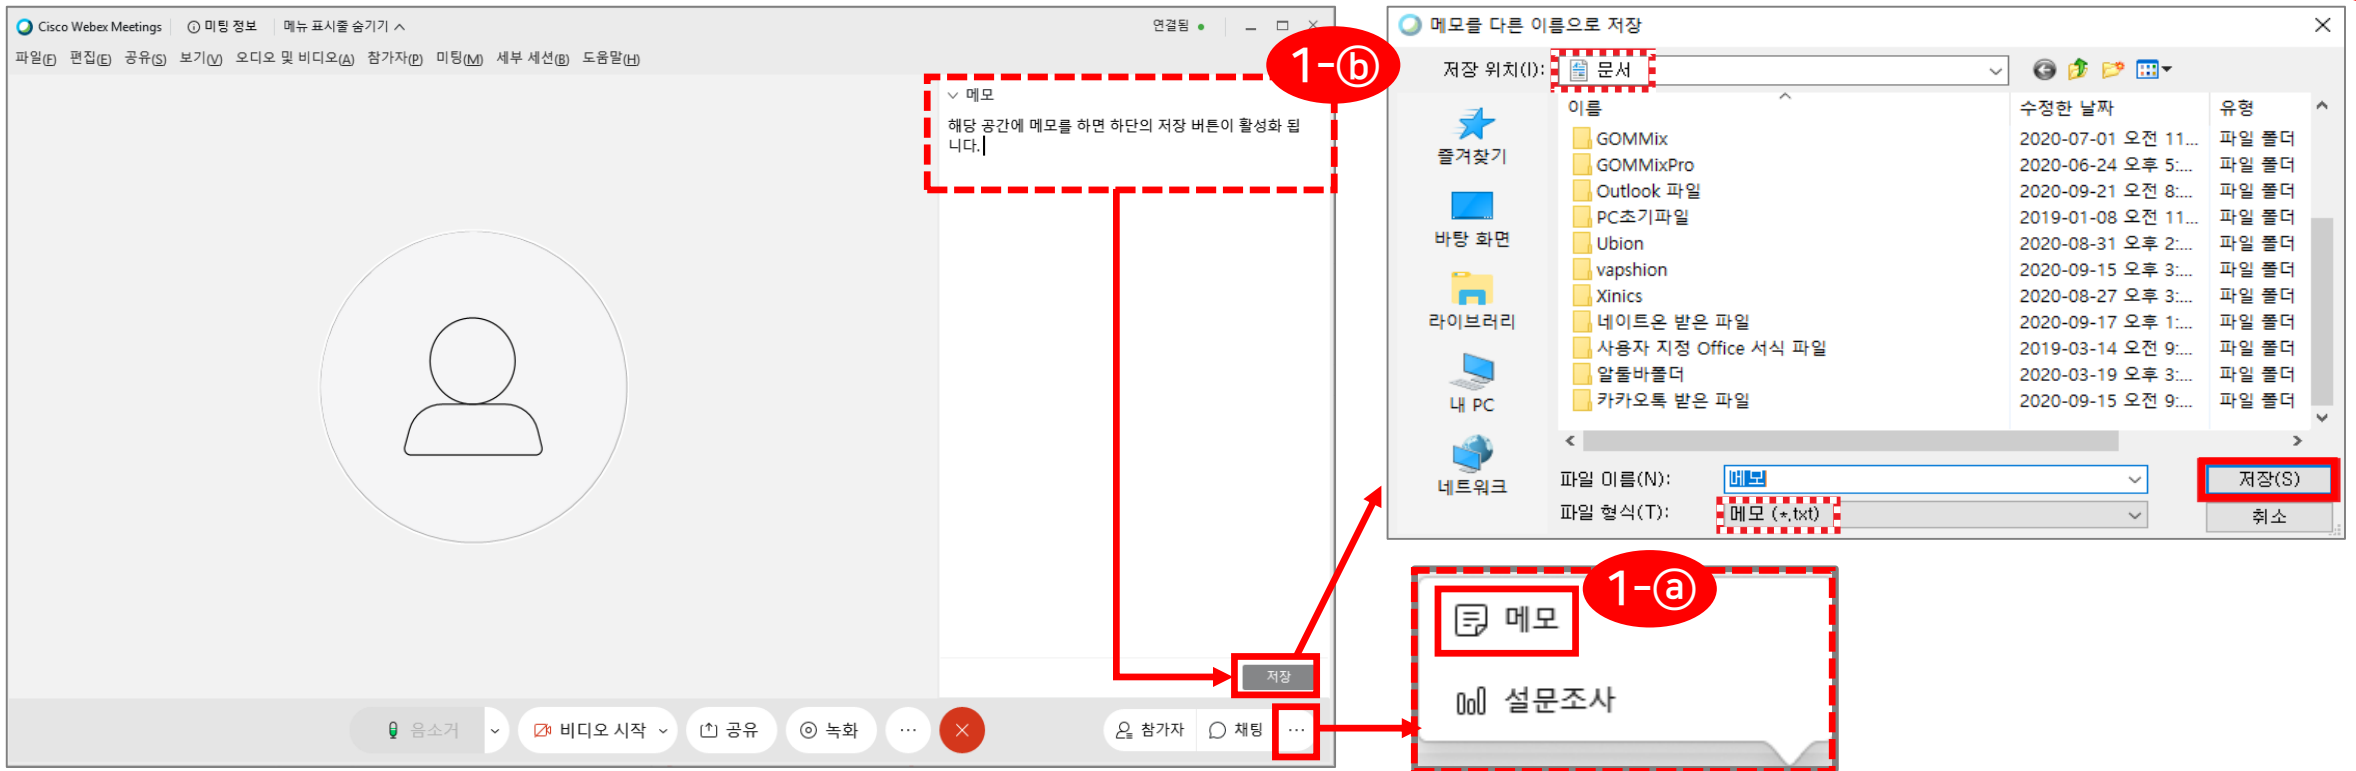 Cisco Webex Meetings 미팅 정보 메뉴 표시줄 숨기기 연결됨
파일(F) 편집(E) 공유(S) 보기(V) 오디오 및 비디오(A) 참가자(P) 미팅(M) 세부 세션(B) 도움말(H)
1-ⓑ
메모
해당 공간에 메모를 하면 하단의 저장 버튼이 활성화 됩
니다.
저장
음소거 비디오 시작 공유 녹화 ... 참가자 채팅 ...
메모를 다른 이름으로 저장
저장 위치(I): 문서
즐겨찾기
바탕 화면
라이브러리
내 PC
네트워크
이름 수정한 날짜 유형
GOMMix 2020-07-01 오전 11... 파일 폴더
GOMMixPro 2020-06-24 오후 5:... 파일 폴더
Outlook 파일 2020-09-21 오전 8:... 파일 폴더
PC초기파일 2019-01-08 오전 11... 파일 폴더
Ubion 2020-08-31 오후 2:... 파일 폴더
vapshion 2020-09-15 오후 3:... 파일 폴더
Xinics 2020-08-27 오후 3:... 파일 폴더
네이트온 받은 파일 2020-09-17 오후 1:... 파일 폴더
사용자 지정 Office 서식 파일 2019-03-14 오전 9:... 파일 폴더
알툴바폴더 2020-03-19 오후 3:... 파일 폴더
카카오톡 받은 파일 2020-09-15 오전 9:... 파일 폴더
파일 이름(N): 메모 저장(S)
파일 형식(T): 메모 (*.txt) 취소
1-ⓐ
메모
설문조사